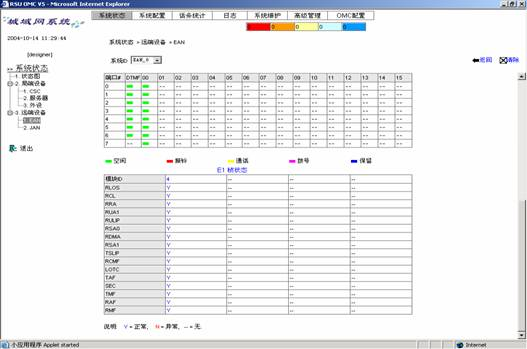 RSU OMC V5 - Microsoft Internet Explorer
城域网系统
系统状态 系统配置 话务统计 日志 系统维护 高级管理 OMC配置
0 0 0 0 0
2004-10-14 11:29:44
[designer]
系统状态 » 远端设备 » EAN
系统ID EAN_0
返回 清除
系统状态
1. 状态图
2. 局端设备
1. CSC
2. 服务器
3. 外设
3. 远端设备
1. EAN
2. JAN
退出
端口# DTMF 00 01 02 03 04 05 06 07 08 09 10 11 12 13 14 15
0 -- -- -- -- -- -- -- -- -- -- -- -- -- -- --
1 -- -- -- -- -- -- -- -- -- -- -- -- -- -- --
2 -- -- -- -- -- -- -- -- -- -- -- -- -- -- --
3 -- -- -- -- -- -- -- -- -- -- -- -- -- -- --
4 -- -- -- -- -- -- -- -- -- -- -- -- -- -- --
5 -- -- -- -- -- -- -- -- -- -- -- -- -- -- --
6 -- -- -- -- -- -- -- -- -- -- -- -- -- -- --
7 -- -- -- -- -- -- -- -- -- -- -- -- -- -- -- --
空闲 振铃 通话 拨号 保留
E1 帧状态
模块ID 4 -- -- --
RLOS Y -- -- --
RCL Y -- -- --
RRA Y -- -- --
RUA1 Y -- -- --
RULIP Y -- -- --
RSA0 Y -- -- --
RDMA Y -- -- --
RSA1 Y -- -- --
TSLIP Y -- -- --
RCMF Y -- -- --
LOTC Y -- -- --
TAF Y -- -- --
SEC Y -- -- --
TMF Y -- -- --
RAF Y -- -- --
RMF Y -- -- --
说明 Y = 正常, N = 异常, -- = 无.
小应用程序 Applet started
Internet